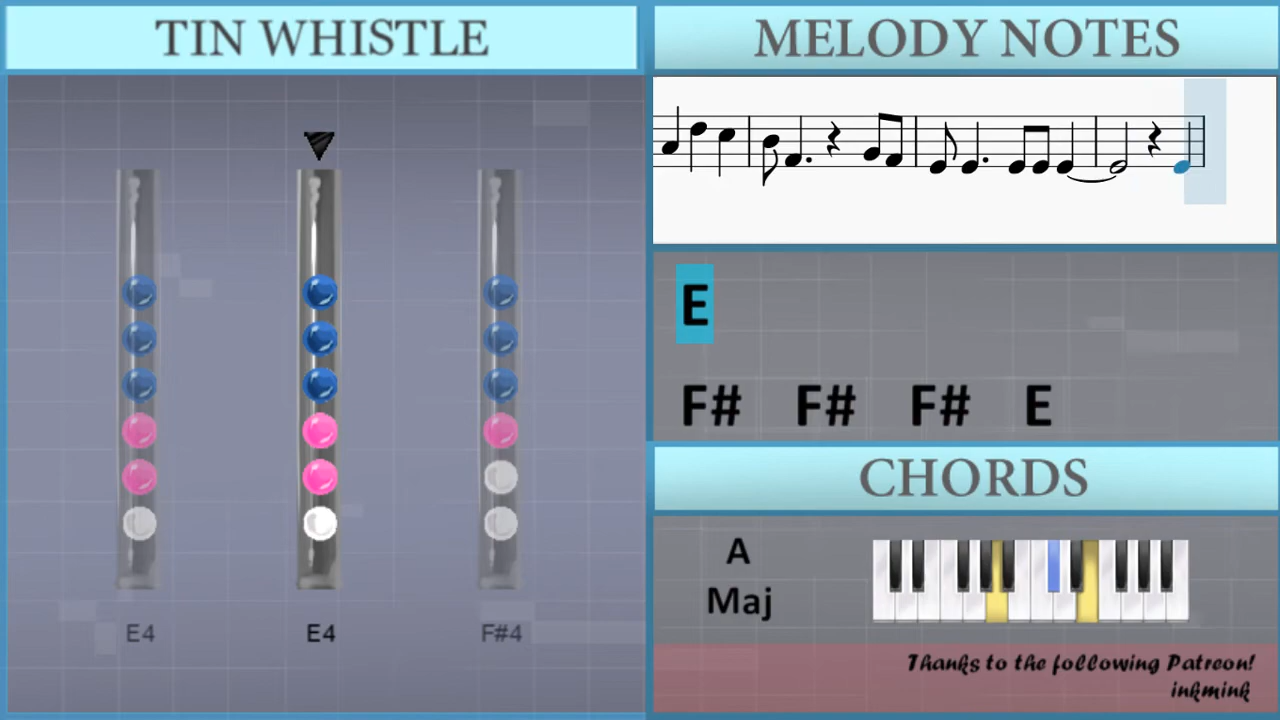 TIN WHISTLE
E4
E4
F#4
MELODY NOTES
E
F# F# F# E
CHORDS
A
Maj
Thanks to the following Patreon!
inkmink